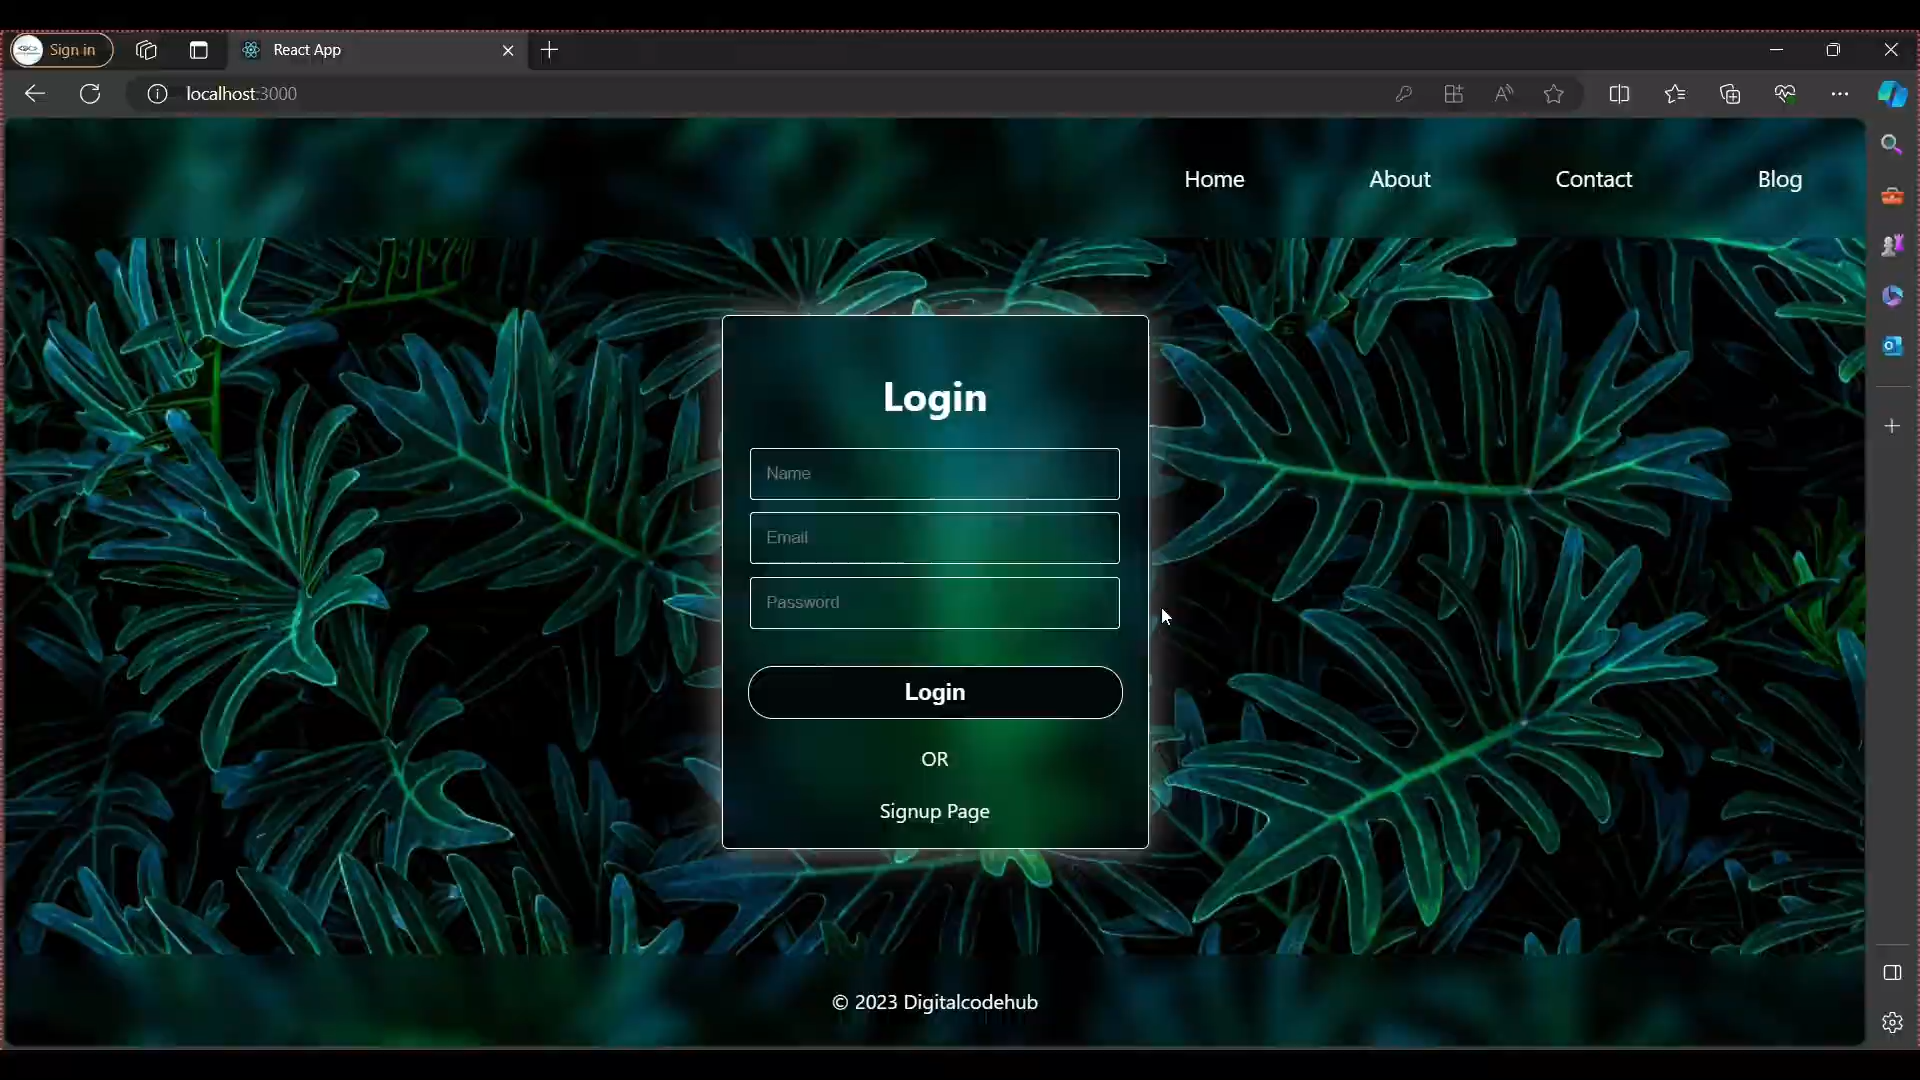 Sign in
React App
localhost:3000
Home
About
Contact
Blog
Login
Name
Email
Password
Login
OR
Signup Page
© 2023 Digitalcodehub